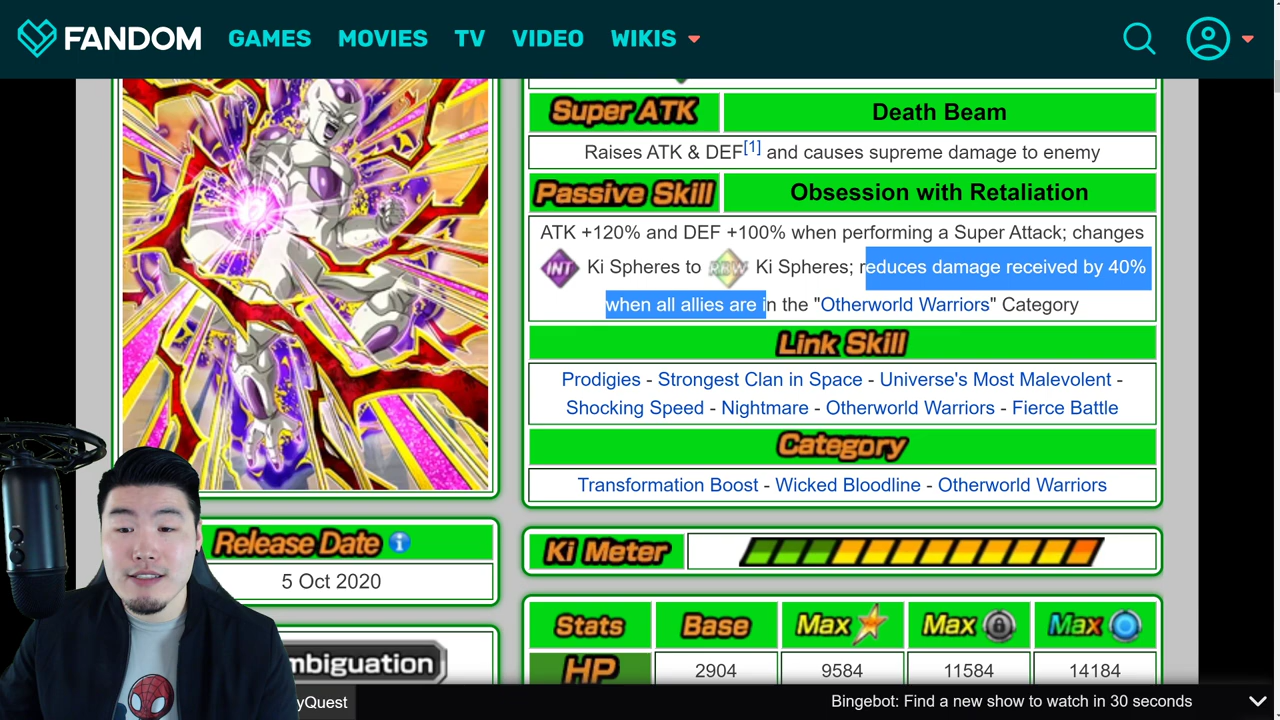 FANDOM GAMES MOVIES TV VIDEO WIKIS
Super ATK Death Beam
Raises ATK & DEF[1] and causes supreme damage to enemy
Passive Skill Obsession with Retaliation
ATK +120% and DEF +100% when performing a Super Attack; changes
INT Ki Spheres to RBW Ki Spheres; reduces damage received by 40%
when all allies are in the "Otherworld Warriors" Category
Link Skill
Prodigies - Strongest Clan in Space - Universe's Most Malevolent -
Shocking Speed - Nightmare - Otherworld Warriors - Fierce Battle
Category
Transformation Boost - Wicked Bloodline - Otherworld Warriors
Release Date i
5 Oct 2020
Ki Meter
Stats Base Max Max Max
HP 2904 9584 11584 14184
mbiguation
yQuest
Bingebot: Find a new show to watch in 30 seconds